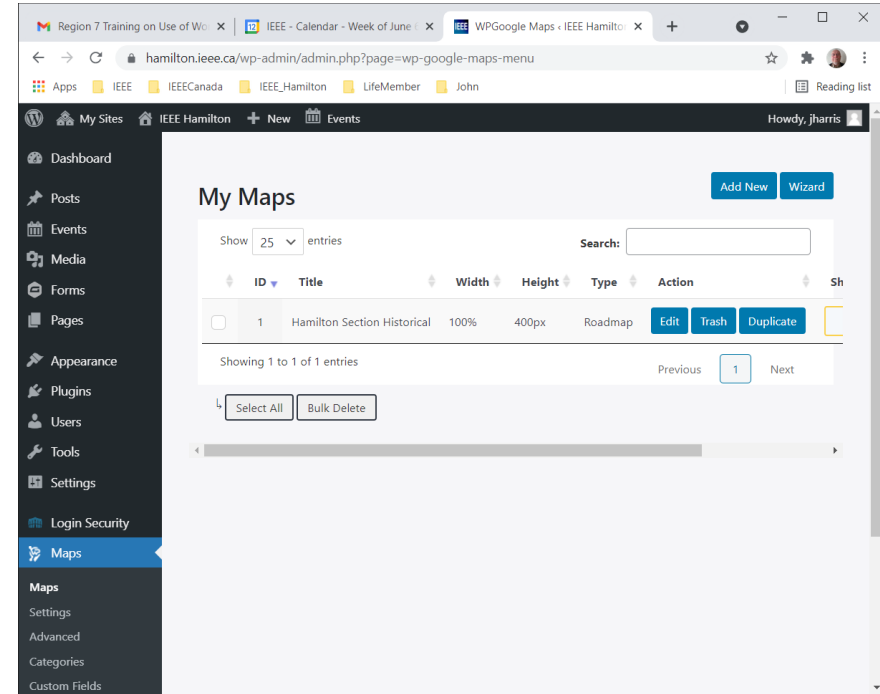 Region 7 Training on Use of Wo
IEEE - Calendar - Week of June
WPGoogle Maps ‹ IEEE Hamilto
hamilton.ieee.ca/wp-admin/admin.php?page=wp-google-maps-menu
Apps IEEE IEEECanada IEEE_Hamilton LifeMember John Reading list
My Sites IEEE Hamilton + New Events Howdy, jharris
Dashboard
Posts
Events
Media
Forms
Pages
Appearance
Plugins
Users
Tools
Settings
Login Security
Maps
Maps
Settings
Advanced
Categories
Custom Fields
My Maps
Add New Wizard
Show 25 entries Search:
ID Title Width Height Type Action Sh
1 Hamilton Section Historical 100% 400px Roadmap Edit Trash Duplicate
Showing 1 to 1 of 1 entries
Previous 1 Next
Select All Bulk Delete